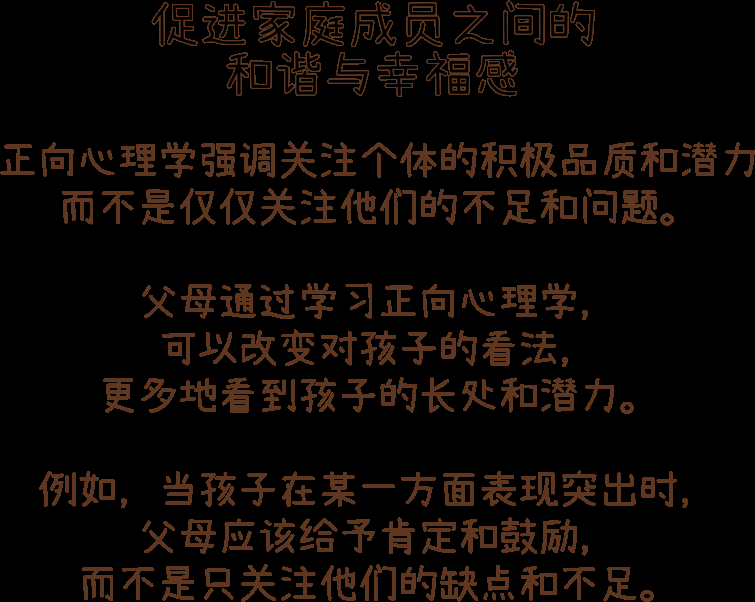 促进家庭成员之间的
和谐与幸福感
正向心理学强调关注个体的积极品质和潜力
而不是仅仅关注他们的不足和问题。
父母通过学习正向心理学,
可以改变对孩子的看法,
更多地看到孩子的长处和潜力。
例如,当孩子在某一方面表现突出时,
父母应该给予肯定和鼓励,
而不是只关注他们的缺点和不足。